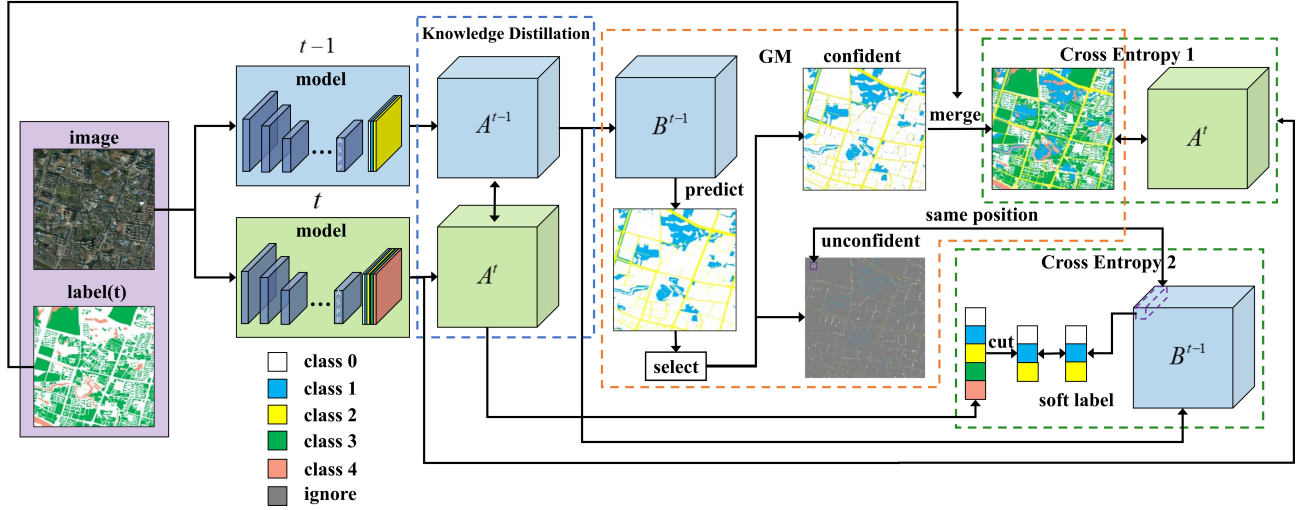 t−1
model
...
A
S
P
P
t
model
...
A
S
P
P
image
label(t)
class 0
class 1
class 2
class 3
class 4
ignore
Knowledge Distillation
A^{t-1}
A^t
B^{t-1}
predict
select
GM
confident
unconfident
merge
same position
Cross Entropy 1
A^t
Cross Entropy 2
cut
soft label
B^{t-1}